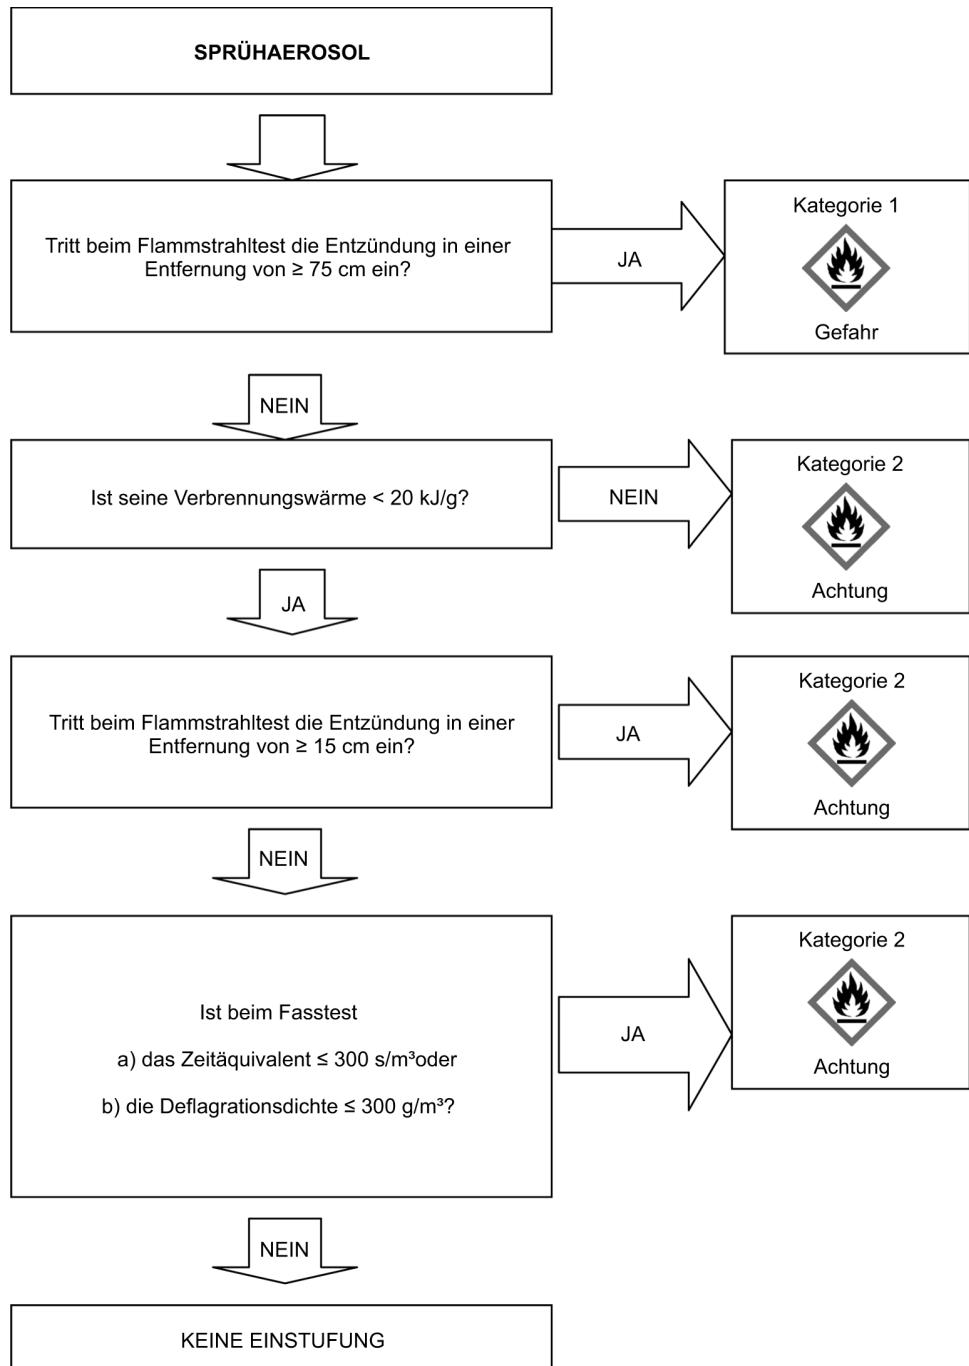 SPRÜHAEROSOL
Tritt beim Flammstrahltest die Entzündung in einer
Entfernung von ≥ 75 cm ein?
JA
Kategorie 1
Gefahr
NEIN
Ist seine Verbrennungswärme < 20 kJ/g?
NEIN
Kategorie 2
Achtung
JA
Tritt beim Flammstrahltest die Entzündung in einer
Entfernung von ≥ 15 cm ein?
JA
Kategorie 2
Achtung
NEIN
Ist beim Fasstest
a) das Zeitäquivalent ≤ 300 s/m³oder
b) die Deflagrationsdichte ≤ 300 g/m³?
JA
Kategorie 2
Achtung
NEIN
KEINE EINSTUFUNG